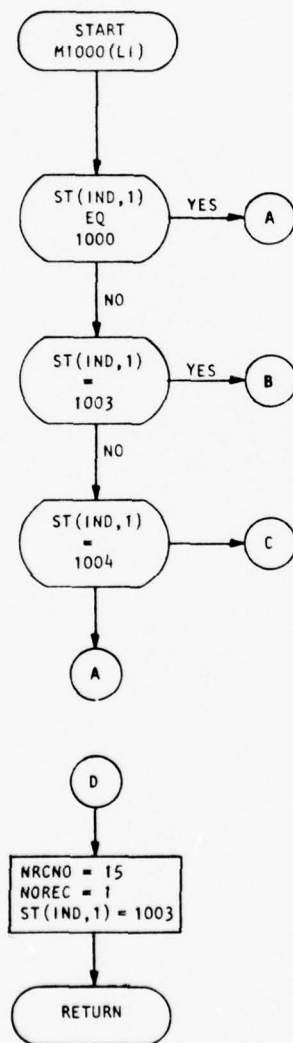 START
M1000(LI)
ST(IND,1)
EQ
1000
YES
A
NO
ST(IND,1)
=
1003
YES
B
NO
ST(IND,1)
=
1004
C
A
D
NRCNO = 15
NOREC = 1
ST(IND,1) = 1003
RETURN